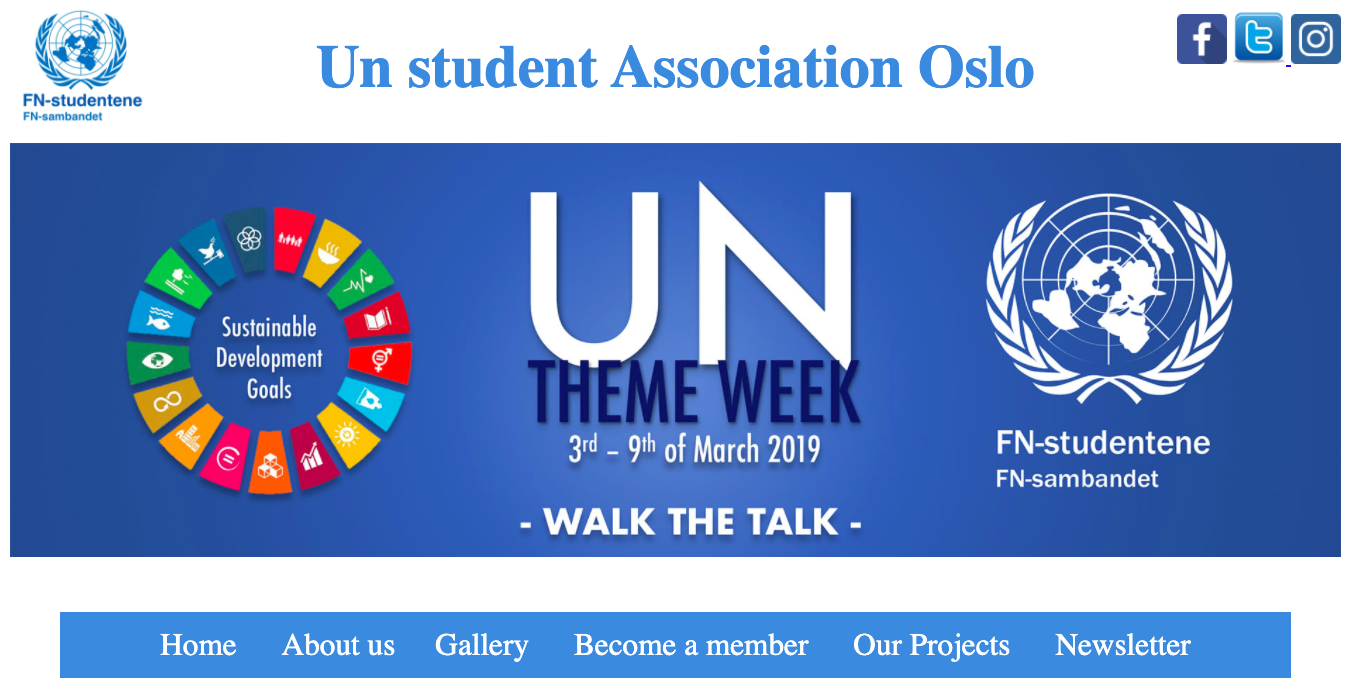 FN-studentene
FN-sambandet
Un student Association Oslo
Sustainable
Development
Goals
UN
THEME WEEK
3rd – 9th of March 2019
- WALK THE TALK -
FN-studentene
FN-sambandet
Home About us Gallery Become a member Our Projects Newsletter